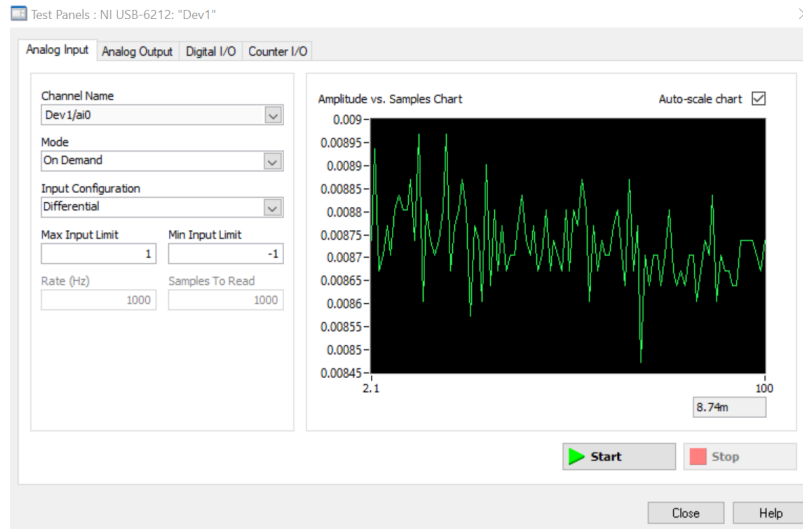 Test Panels : NI USB-6212: "Dev1"
Analog Input Analog Output Digital I/O Counter I/O
Channel Name
Dev1/ai0
Mode
On Demand
Input Configuration
Differential
Max Input Limit Min Input Limit
1 -1
Rate (Hz) Samples To Read
1000 1000
Amplitude vs. Samples Chart Auto-scale chart
0.009
0.00895
0.0089
0.00885
0.0088
0.00875
0.0087
0.00865
0.0086
0.00855
0.0085
0.00845
2.1 100
8.74m
Start Stop
Close Help